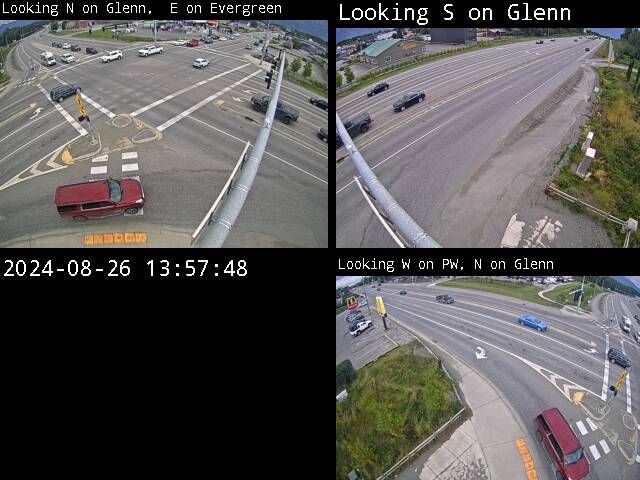 Looking N on Glenn,  E on Evergreen
Looking S on Glenn
2024-08-26 13:57:48
Looking W on PW, N on Glenn